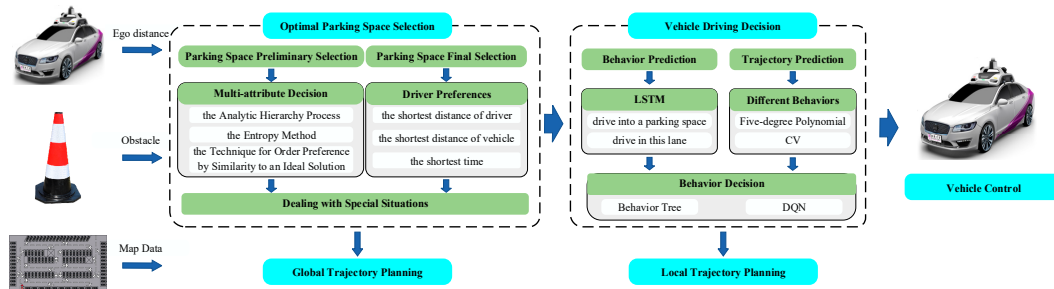 Optimal Parking Space Selection
Vehicle Driving Decision
Ego distance
Parking Space Preliminary Selection
Parking Space Final Selection
Behavior Prediction
Trajectory Prediction
Multi-attribute Decision
the Analytic Hierarchy Process
the Entropy Method
the Technique for Order Preference
by Similarity to an Ideal Solution
Driver Preferences
the shortest distance of driver
the shortest distance of vehicle
the shortest time
LSTM
drive into a parking space
drive in this lane
Different Behaviors
Five-degree Polynomial
CV
Obstacle
Behavior Decision
Behavior Tree
DQN
Vehicle Control
Dealing with Special Situations
Map Data
Global Trajectory Planning
Local Trajectory Planning